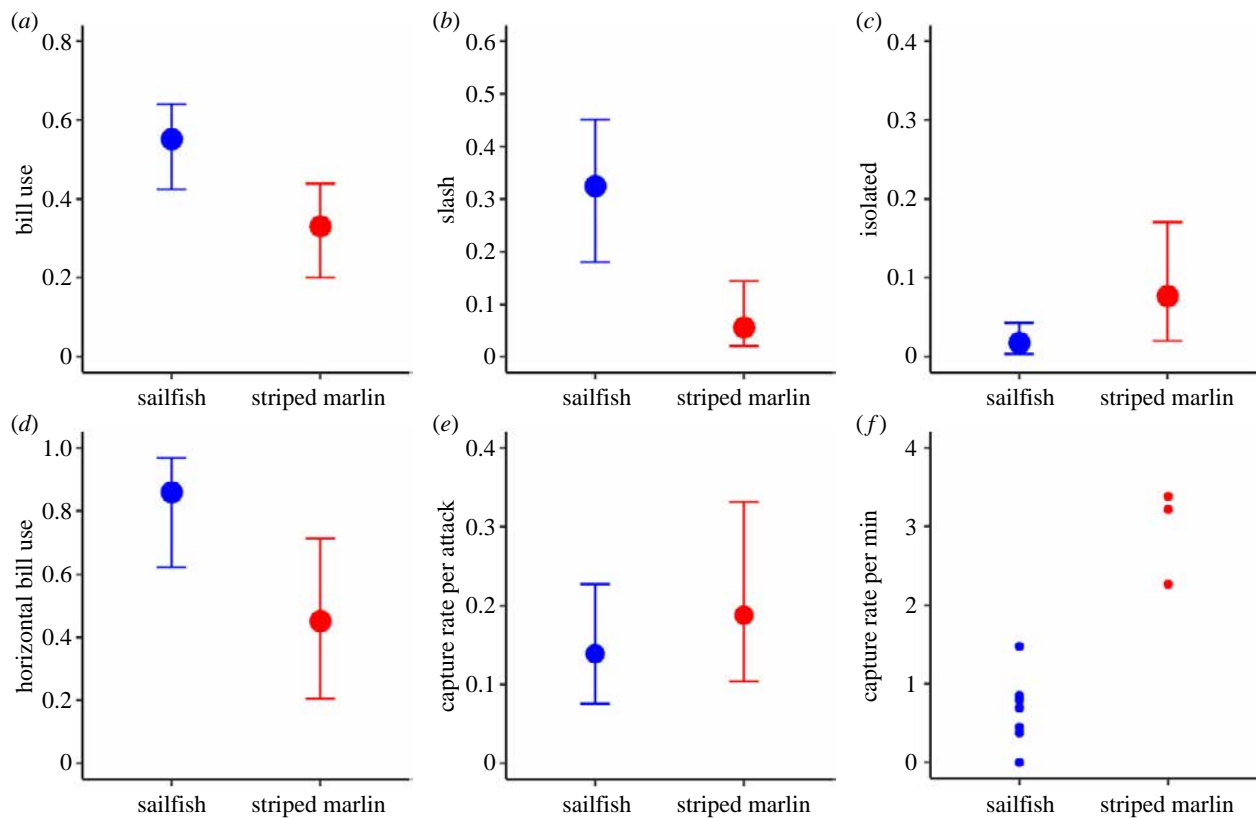 (a)
bill use
0.8
0.6
0.4
0.2
0
sailfish striped marlin
(b)
slash
0.6
0.5
0.4
0.3
0.2
0.1
0
sailfish striped marlin
(c)
isolated
0.4
0.3
0.2
0.1
0
sailfish striped marlin
(d)
horizontal bill use
1.0
0.8
0.6
0.4
0.2
0
sailfish striped marlin
(e)
capture rate per attack
0.4
0.3
0.2
0.1
0
sailfish striped marlin
(f)
capture rate per min
4
3
2
1
0
sailfish striped marlin